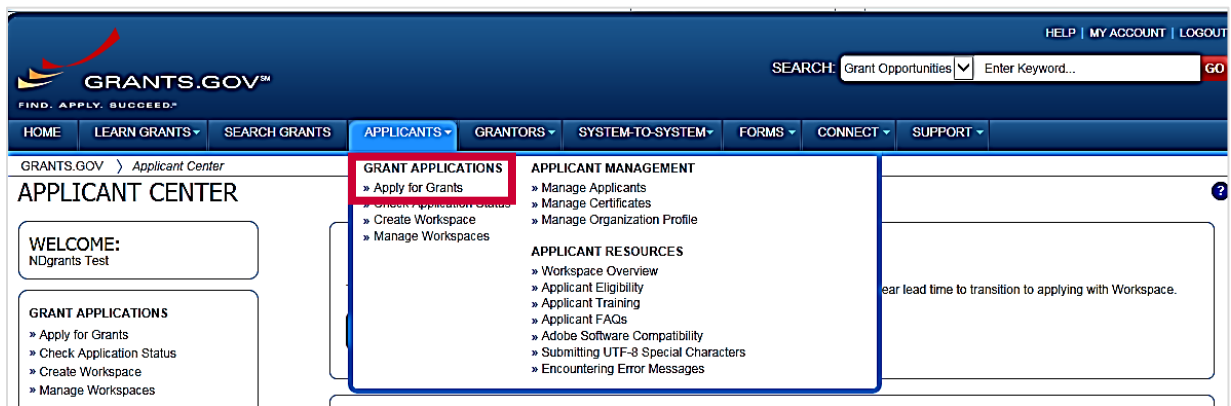 HELP | MY ACCOUNT | LOGOUT
SEARCH: Grant Opportunities Enter Keyword... GO
GRANTS.GOV℠
FIND. APPLY. SUCCEED.℠
HOME LEARN GRANTS SEARCH GRANTS APPLICANTS GRANTORS SYSTEM-TO-SYSTEM FORMS CONNECT SUPPORT
GRANTS.GOV 〉 Applicant Center
APPLICANT CENTER
?
WELCOME:
NDgrants Test
GRANT APPLICATIONS
» Apply for Grants
» Check Application Status
» Create Workspace
» Manage Workspaces
GRANT APPLICATIONS
» Apply for Grants
» Check Application Status
» Create Workspace
» Manage Workspaces
APPLICANT MANAGEMENT
» Manage Applicants
» Manage Certificates
» Manage Organization Profile
APPLICANT RESOURCES
» Workspace Overview
» Applicant Eligibility
» Applicant Training
» Applicant FAQs
» Adobe Software Compatibility
» Submitting UTF-8 Special Characters
» Encountering Error Messages
ear lead time to transition to applying with Workspace.